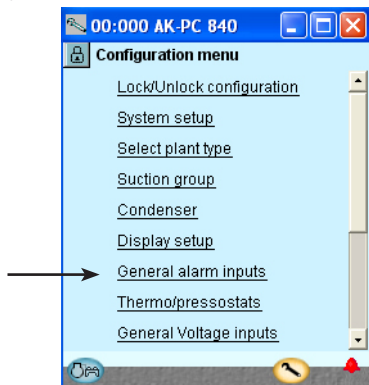 00:000 AK-PC 840
Configuration menu
Lock/Unlock configuration
System setup
Select plant type
Suction group
Condenser
Display setup
General alarm inputs
Thermo/pressostats
General Voltage inputs